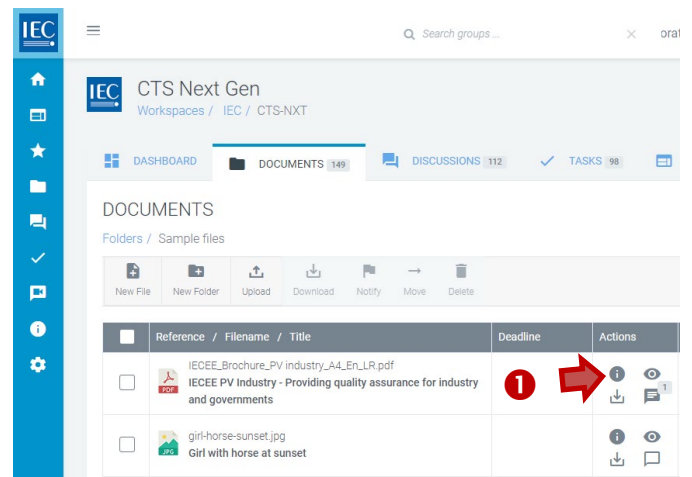 IEC
Search groups ...
IEC
CTS Next Gen
Workspaces / IEC / CTS-NXT
DASHBOARD
DOCUMENTS 149
DISCUSSIONS 112
TASKS 98
DOCUMENTS
Folders / Sample files
New File
New Folder
Upload
Download
Notify
Move
Delete
Reference / Filename / Title
Deadline
Actions
PDF
IECEE_Brochure_PV industry_A4_En_LR.pdf
IECEE PV Industry - Providing quality assurance for industry
and governments
1
1
JPG
girl-horse-sunset.jpg
Girl with horse at sunset